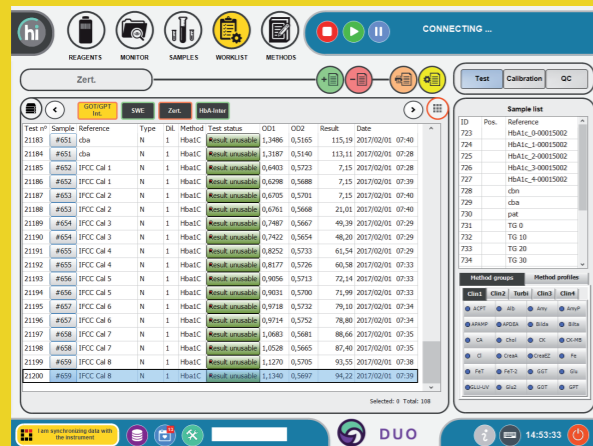 hi
CONNECTING ...
REAGENTS MONITOR SAMPLES WORKLIST METHODS
Zert.
Test Calibration QC
GOT/GPT Int. SWE Zert. HbA-Inter
Test nº Sample Reference Type Dil. Method Test status OD1 OD2 Result Date
21183 #651 cba N 1 Hba1C Result unusable 1,3486 0,5165 115,19 2017/02/01 07:40
21184 #651 cba N 1 Hba1C Result unusable 1,3187 0,5140 113,11 2017/02/01 07:28
21185 #652 IFCC Cal 1 N 1 Hba1C Result unusable 0,6403 0,5723 7,15 2017/02/01 07:28
21186 #652 IFCC Cal 1 N 1 Hba1C Result unusable 0,6298 0,5688 7,15 2017/02/01 07:39
21187 #653 IFCC Cal 2 N 1 Hba1C Result unusable 0,6705 0,5701 7,15 2017/02/01 07:40
21188 #653 IFCC Cal 2 N 1 Hba1C Result unusable 0,6761 0,5668 21,01 2017/02/01 07:40
21189 #654 IFCC Cal 3 N 1 Hba1C Result unusable 0,7487 0,5667 49,39 2017/02/01 07:29
21190 #654 IFCC Cal 3 N 1 Hba1C Result unusable 0,7422 0,5654 48,20 2017/02/01 07:29
21191 #655 IFCC Cal 4 N 1 Hba1C Result unusable 0,8252 0,5733 61,54 2017/02/01 07:29
21192 #655 IFCC Cal 4 N 1 Hba1C Result unusable 0,8177 0,5726 60,58 2017/02/01 07:33
21193 #656 IFCC Cal 5 N 1 Hba1C Result unusable 0,9056 0,5713 72,14 2017/02/01 07:33
21194 #656 IFCC Cal 5 N 1 Hba1C Result unusable 0,9031 0,5700 71,99 2017/02/01 07:33
21195 #657 IFCC Cal 6 N 1 Hba1C Result unusable 0,9718 0,5732 79,10 2017/02/01 07:34
21196 #657 IFCC Cal 6 N 1 Hba1C Result unusable 0,9714 0,5752 78,80 2017/02/01 07:34
21197 #658 IFCC Cal 7 N 1 Hba1C Result unusable 1,0683 0,5681 88,66 2017/02/01 07:35
21198 #658 IFCC Cal 7 N 1 Hba1C Result unusable 1,0528 0,5665 87,40 2017/02/01 07:35
21199 #659 IFCC Cal 8 N 1 Hba1C Result unusable 1,1270 0,5705 93,55 2017/02/01 07:38
21200 #659 IFCC Cal 8 N 1 Hba1C Result unusable 1,1340 0,5697 94,22 2017/02/01 07:39
Selected: 0 Total: 108
Sample list
ID Pos. Reference
723 HbA1c_0-00015002
724 HbA1c_1-00015002
725 HbA1c_2-00015002
726 HbA1c_3-00015002
727 HbA1c_4-00015002
728 cbn
729 cba
730 pat
731 TG 0
732 TG 10
733 TG 20
734 TG 30
Method groups Method profiles
Clin1 Clin2 Turbi Clin3 Clin4
ACPT Alb Amy AmyP
APAMP APDEA Bilda Bilta
CA Chol CK CK-MB
Cl CreaA CreaEZ Fe
FeT FeT-2 GGT Glu
GLU-UV Glu2 GOT GPT
I am synchronizing data with the instrument
DUO
14:53:33